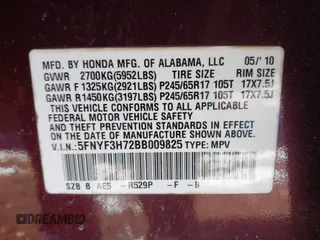 MFD. BY HONDA MFG. OF ALABAMA, LLC 05/'10
GVWR 2700KG(5952LBS) TIRE SIZE RIM SIZE
GAWR F 1325KG(2921LBS) P245/65R17 105T 17X7.5J
GAWR R1450KG(3197LBS) P245/65R17 105T 17X7.5J
THIS VEHICLE CONFORMS TO ALL APPLICABLE
FEDERAL MOTOR VEHICLE SAFETY AND THEFT
PREVENTION STANDARDS IN EFFECT ON THE DATE
OF MANUFACTURE SHOWN ABOVE.
V.I.N:5FNYF3H72BB009825 TYPE: MPV
SZB B AE5 -R529P -F -B
DREAMBID